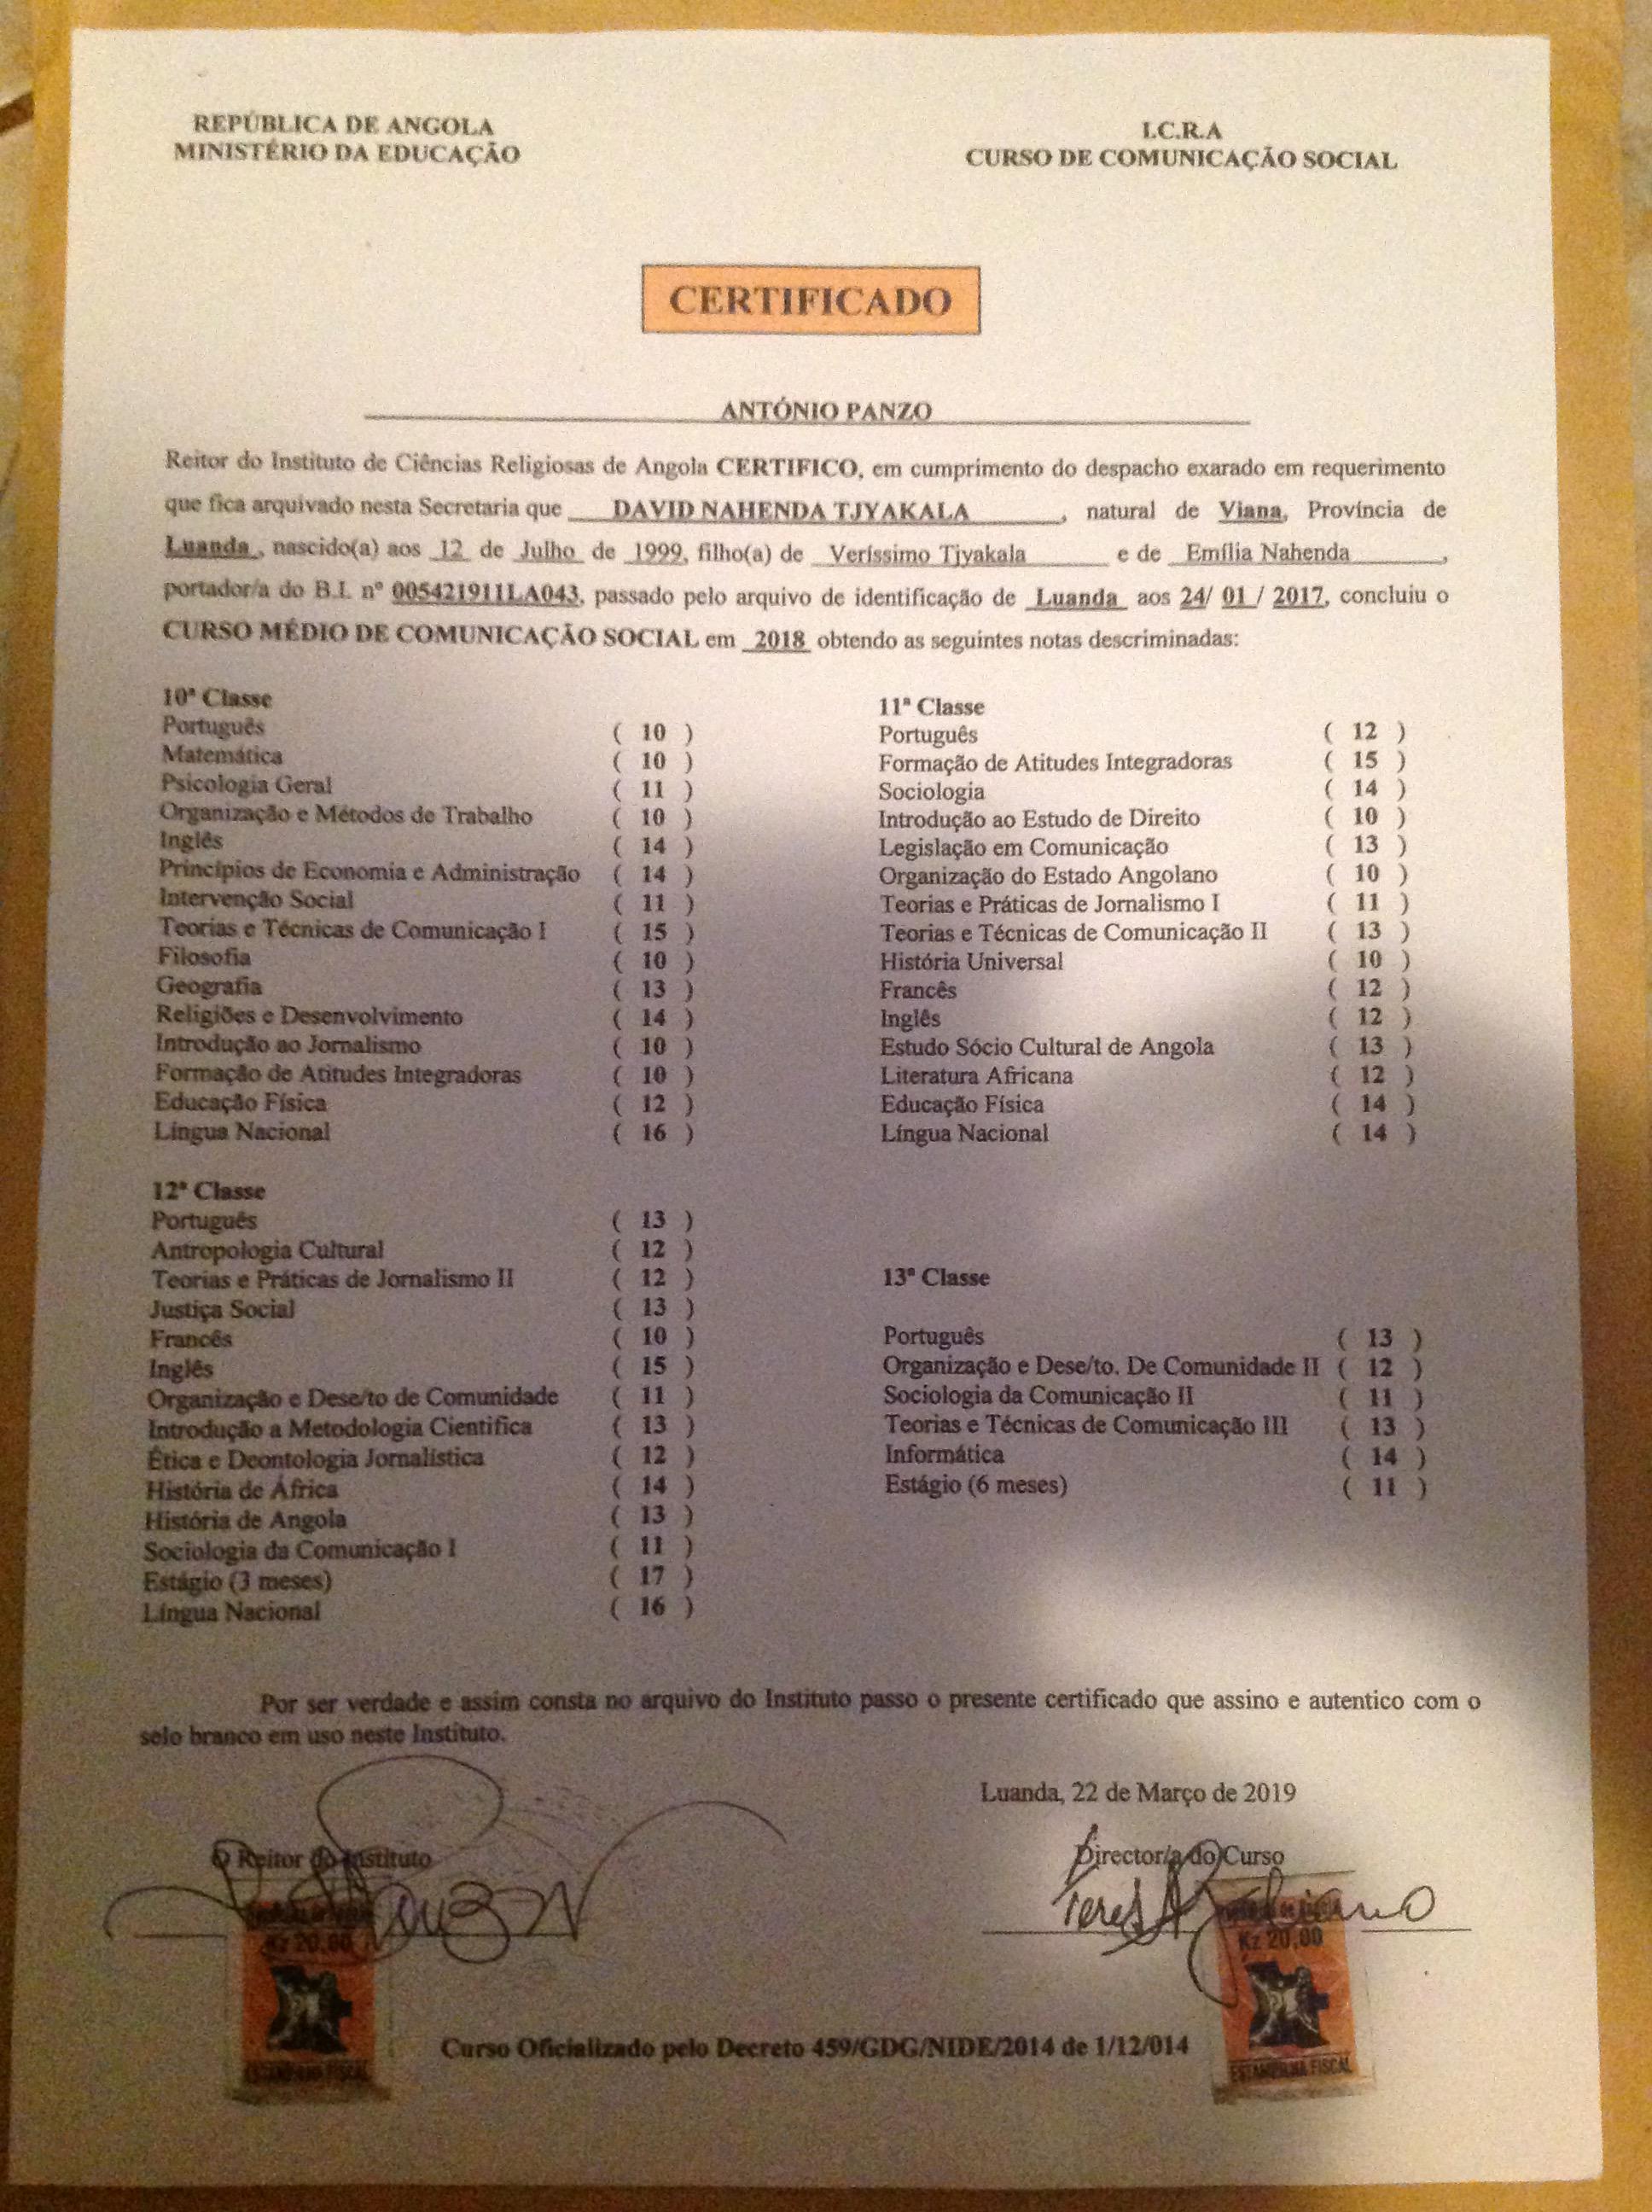 REPÚBLICA DE ANGOLA
MINISTÉRIO DA EDUCAÇÃO
I.C.R.A
CURSO DE COMUNICAÇÃO SOCIAL
CERTIFICADO
ANTÓNIO PANZO
Reitor do Instituto de Ciências Religiosas de Angola CERTIFICO, em cumprimento do despacho exarado em requerimento
que fica arquivado nesta Secretaria que DAVID NAHENDA TJYAKALA, natural de Viana, Província de
Luanda, nascido(a) aos 12 de Julho de 1999, filho(a) de Veríssimo Tjyakala e de Emília Nahenda,
portador/a do B.I. nº 005421911LA043, passado pelo arquivo de identificação de Luanda aos 24/ 01 / 2017, concluiu o
CURSO MÉDIO DE COMUNICAÇÃO SOCIAL em 2018 obtendo as seguintes notas descriminadas:
10ª Classe
Português ( 10 )
Matemática ( 10 )
Psicologia Geral ( 11 )
Organização e Métodos de Trabalho ( 10 )
Inglês ( 14 )
Princípios de Economia e Administração ( 14 )
Intervenção Social ( 11 )
Teorias e Técnicas de Comunicação I ( 15 )
Filosofia ( 10 )
Geografia ( 13 )
Religiões e Desenvolvimento ( 14 )
Introdução ao Jornalismo ( 10 )
Formação de Atitudes Integradoras ( 10 )
Educação Física ( 12 )
Língua Nacional ( 16 )
11ª Classe
Português ( 12 )
Formação de Atitudes Integradoras ( 15 )
Sociologia ( 14 )
Introdução ao Estudo de Direito ( 10 )
Legislação em Comunicação ( 13 )
Organização do Estado Angolano ( 10 )
Teorias e Práticas de Jornalismo I ( 11 )
Teorias e Técnicas de Comunicação II ( 13 )
História Universal ( 10 )
Francês ( 12 )
Inglês ( 12 )
Estudo Sócio Cultural de Angola ( 13 )
Literatura Africana ( 12 )
Educação Física ( 14 )
Língua Nacional ( 14 )
12ª Classe
Português ( 13 )
Antropologia Cultural ( 12 )
Teorias e Práticas de Jornalismo II ( 12 )
Justiça Social ( 13 )
Francês ( 10 )
Inglês ( 15 )
Organização e Dese/to de Comunidade ( 11 )
Introdução a Metodologia Cientifica ( 13 )
Ética e Deontologia Jornalística ( 12 )
História de África ( 14 )
História de Angola ( 13 )
Sociologia da Comunicação I ( 11 )
Estágio (3 meses) ( 17 )
Língua Nacional ( 16 )
13ª Classe
Português ( 13 )
Organização e Dese/to. De Comunidade II ( 12 )
Sociologia da Comunicação II ( 11 )
Teorias e Técnicas de Comunicação III ( 13 )
Informática ( 14 )
Estágio (6 meses) ( 11 )
Por ser verdade e assim consta no arquivo do Instituto passo o presente certificado que assino e autentico com o
selo branco em uso neste Instituto.
Luanda, 22 de Março de 2019
O Reitor do Instituto
Director/a do Curso
Kz 20,00
ESTAMPILHA FISCAL
Kz 20,00
ESTAMPILHA FISCAL
Curso Oficializado pelo Decreto 459/GDG/NIDE/2014 de 1/12/014